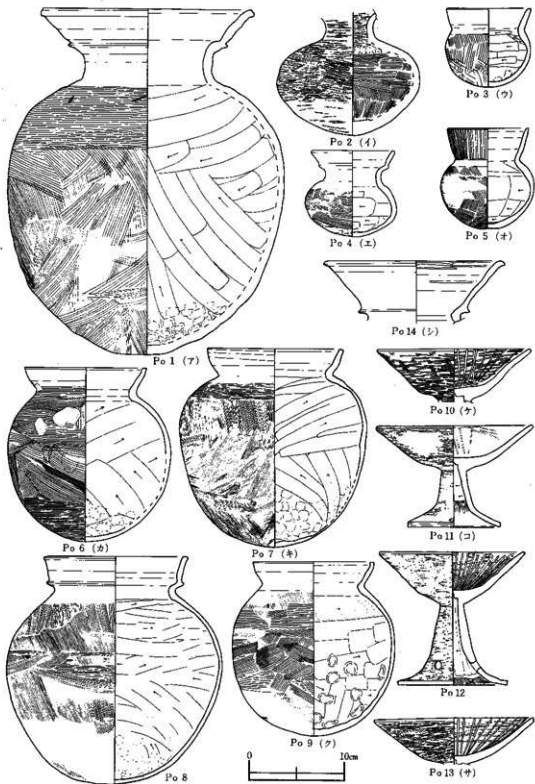 Po 1 (ア)
Po 2 (イ)
Po 3 (ウ)
Po 4 (エ)
Po 5 (オ)
Po 14 (シ)
Po 6 (カ)
Po 7 (キ)
Po 10 (ケ)
Po 11 (コ)
Po 8
Po 9 (ク)
Po 12
0 10cm
Po 13 (サ)